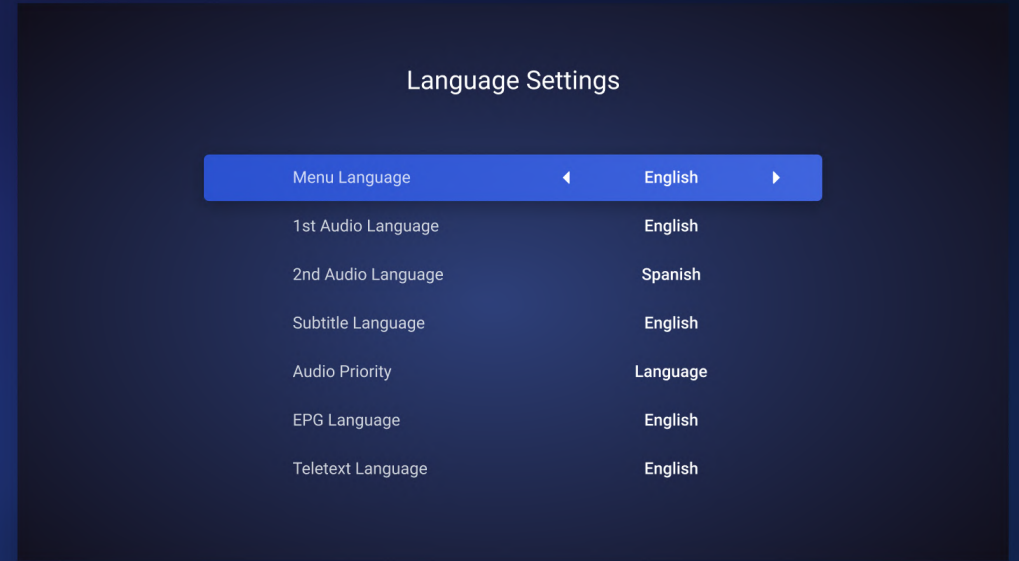 Language Settings
Menu Language English
1st Audio Language English
2nd Audio Language Spanish
Subtitle Language English
Audio Priority Language
EPG Language English
Teletext Language English